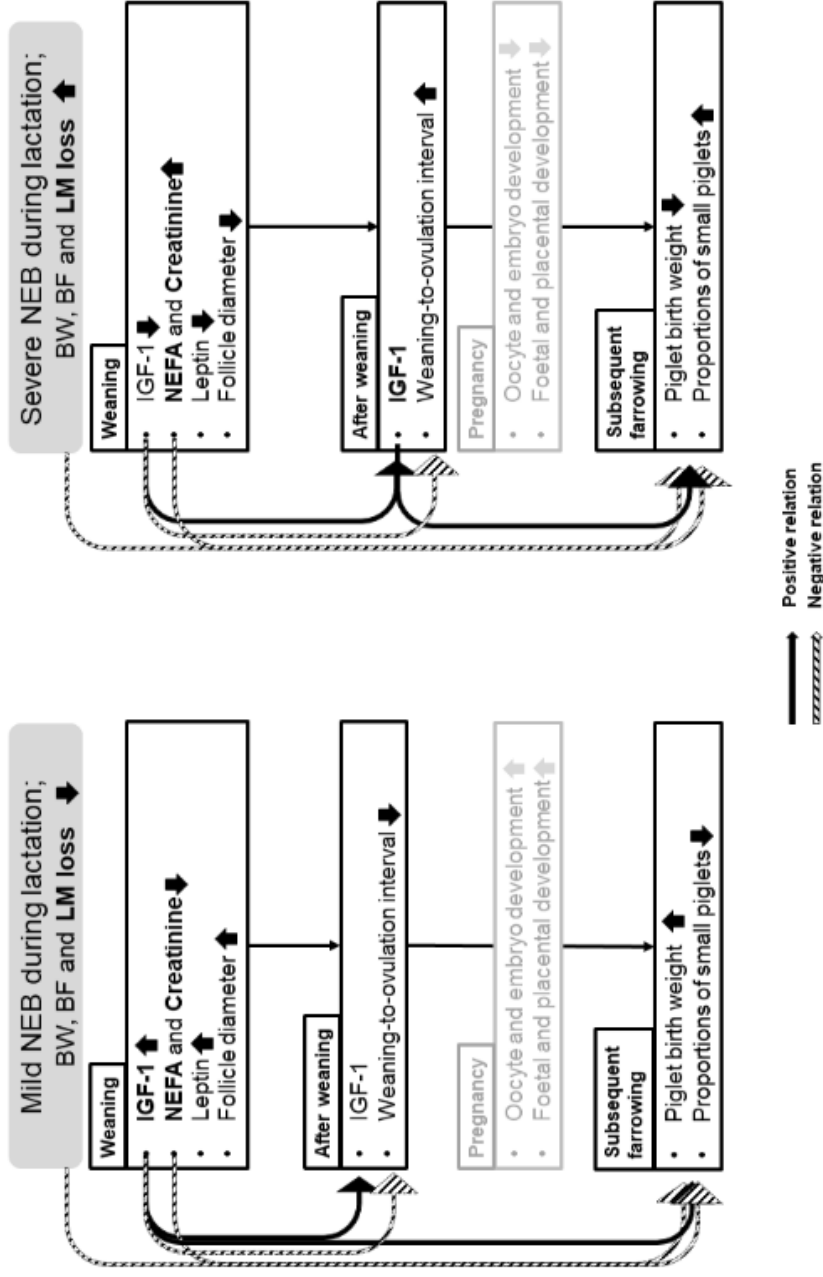 Mild NEB during lactation;
BW, BF and LM loss
Weaning
• IGF-1
• NEFA and Creatinine
• Leptin
• Follicle diameter
After weaning
• IGF-1
• Weaning-to-ovulation interval
Pregnancy
• Oocyte and embryo development
• Foetal and placental development
Subsequent
farrowing
• Piglet birth weight
• Proportions of small piglets
Severe NEB during lactation;
BW, BF and LM loss
Weaning
• IGF-1
• NEFA and Creatinine
• Leptin
• Follicle diameter
After weaning
• IGF-1
• Weaning-to-ovulation interval
Pregnancy
• Oocyte and embryo development
• Foetal and placental development
Subsequent
farrowing
• Piglet birth weight
• Proportions of small piglets
Positive relation
Negative relation